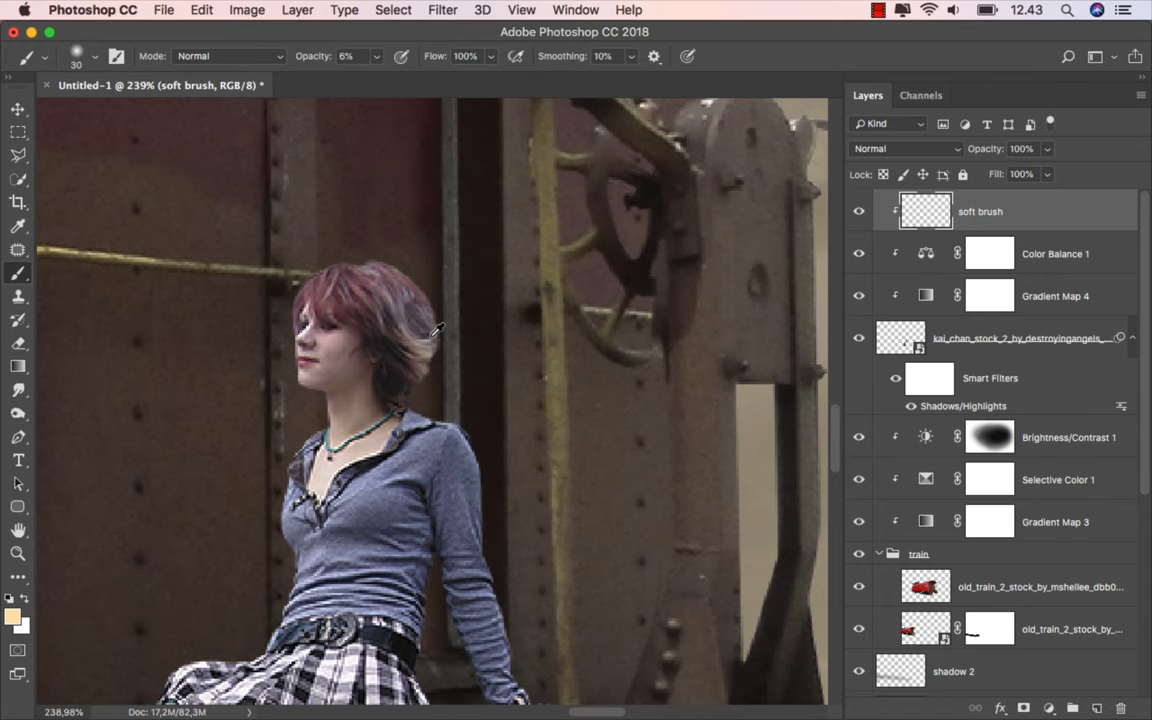 Photoshop CC File Edit Image Layer Type Select Filter 3D View Window Help 12.43
Adobe Photoshop CC 2018
30 Mode: Normal Opacity: 6% Flow: 100% Smoothing: 10%
Untitled-1 @ 239% (soft brush, RGB/8) *
Layers Channels
Kind
Normal Opacity: 100%
Lock: Fill: 100%
soft brush
Color Balance 1
Gradient Map 4
kai_chan_stock_2_by_destroyingangels_...
Smart Filters
Shadows/Highlights
Brightness/Contrast 1
Selective Color 1
Gradient Map 3
train
old_train_2_stock_by_mshellee_dbb0...
old_train_2_stock_by_...
shadow 2
238,98% Doc: 17,2M/82,3M